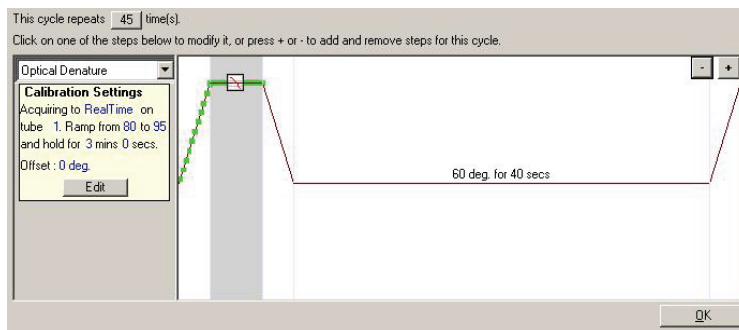 This cycle repeats 45 time(s).
Click on one of the steps below to modify it, or press + or - to add and remove steps for this cycle.
Optical Denature
- +
Calibration Settings
Acquiring to RealTime on
tube 1. Ramp from 80 to 95
and hold for 3 mins 0 secs.
Offset : 0 deg.
Edit
60 deg. for 40 secs
OK